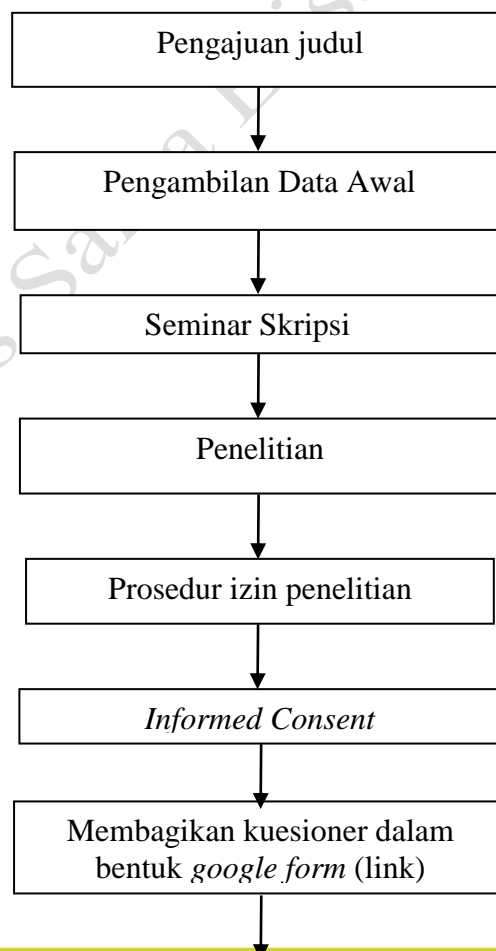 Pengajuan judul
Pengambilan Data Awal
Seminar Skripsi
Penelitian
Prosedur izin penelitian
Informed Consent
Membagikan kuesioner dalam
bentuk google form (link)